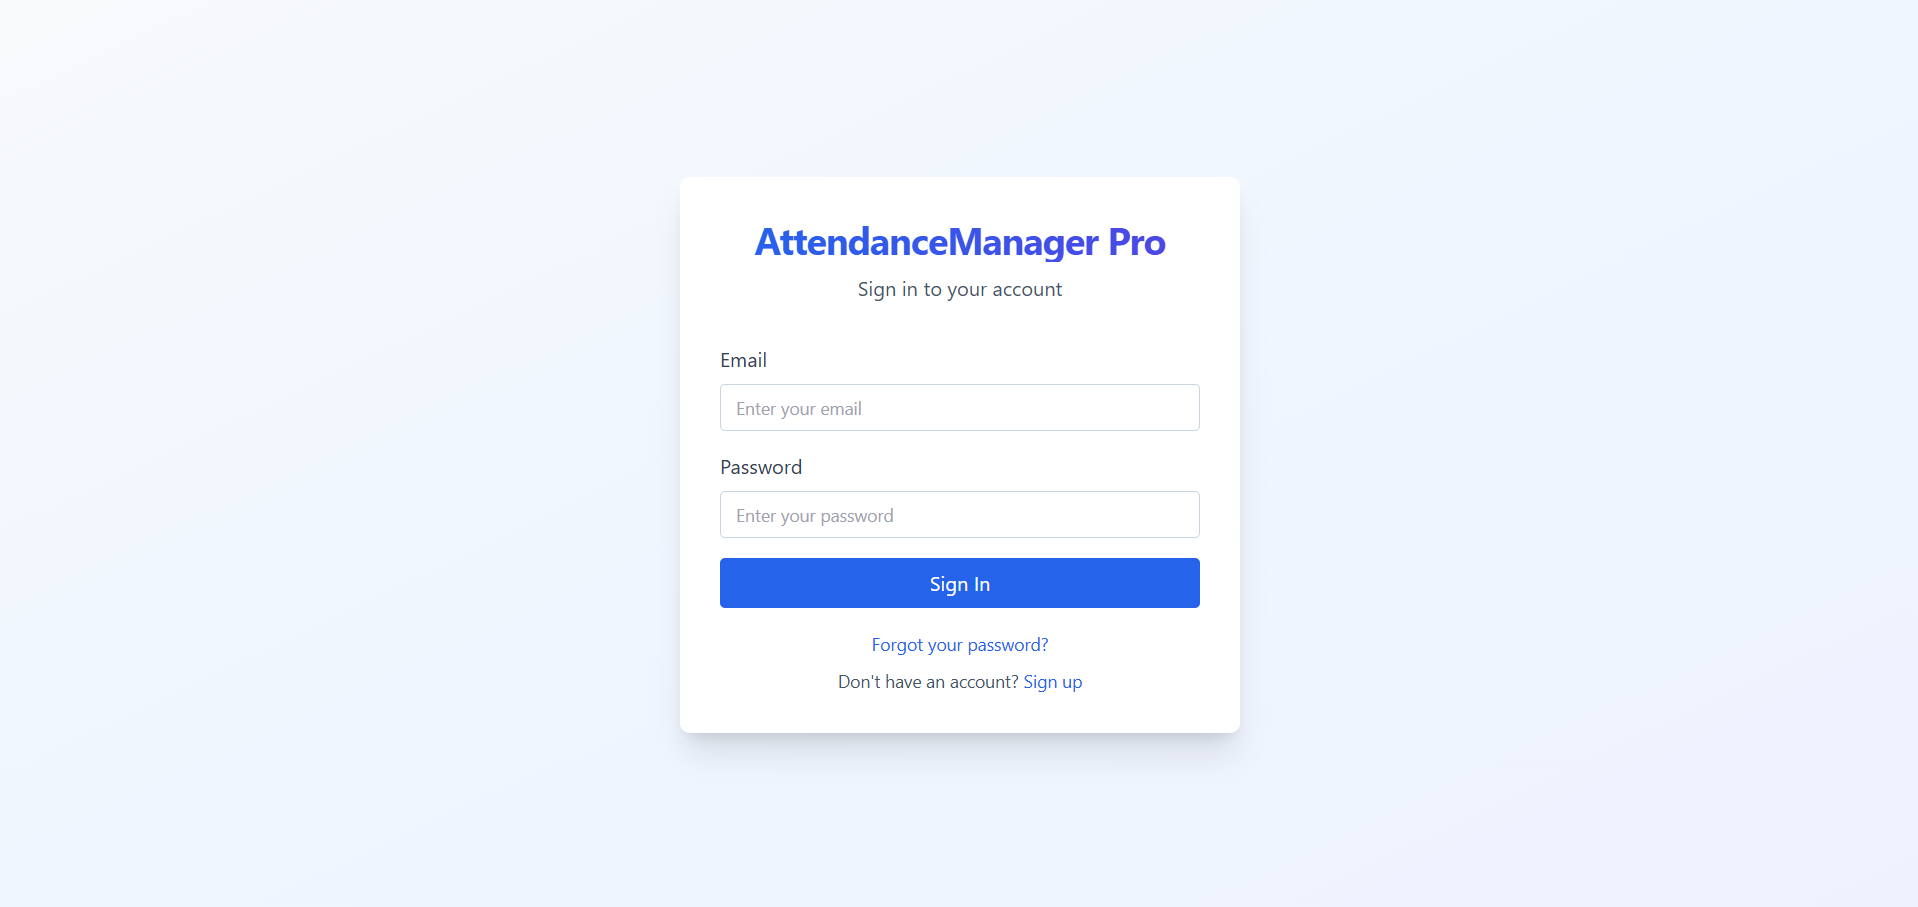 AttendanceManager Pro
Sign in to your account
Email
Enter your email
Password
Enter your password
Sign In
Forgot your password?
Don't have an account? Sign up